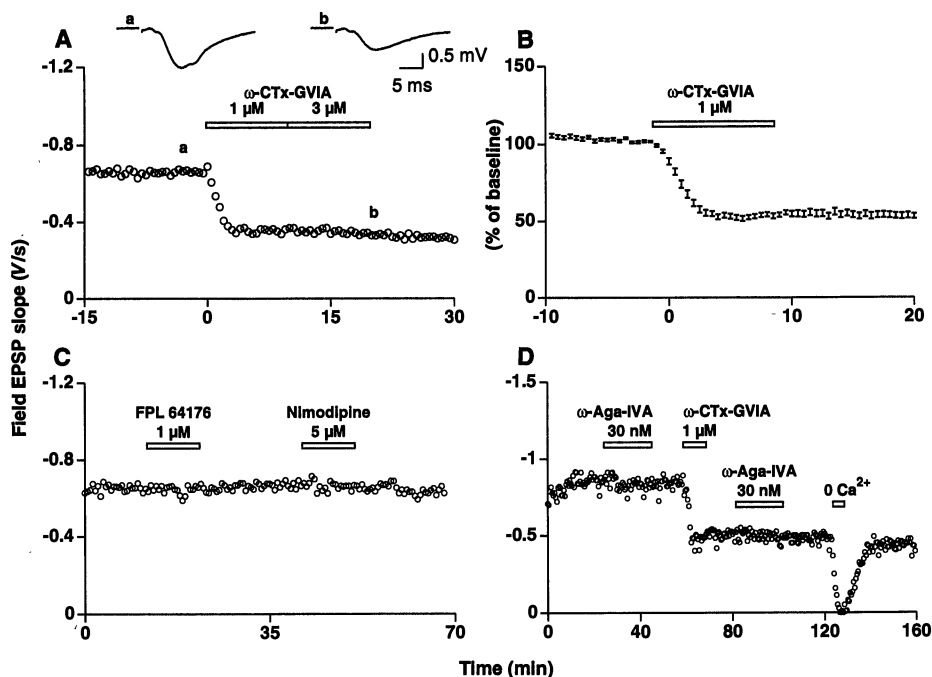 A
a
b
0.5 mV
5 ms
ω-CTx-GVIA
1 µM 3 µM
a
b
-1.2
-0.8
-0.4
0
-15 0 15 30
B
ω-CTx-GVIA
1 µM
(% of baseline)
150
100
50
0
-10 0 10 20
Field EPSP slope (V/s)
C
FPL 64176
1 µM
Nimodipine
5 µM
-1.2
-0.8
-0.4
0
0 35 70
D
ω-Aga-IVA
30 nM
ω-CTx-GVIA
1 µM
ω-Aga-IVA
30 nM
0 Ca²⁺
-1.5
-1
-0.5
0
0 40 80 120 160
Time (min)